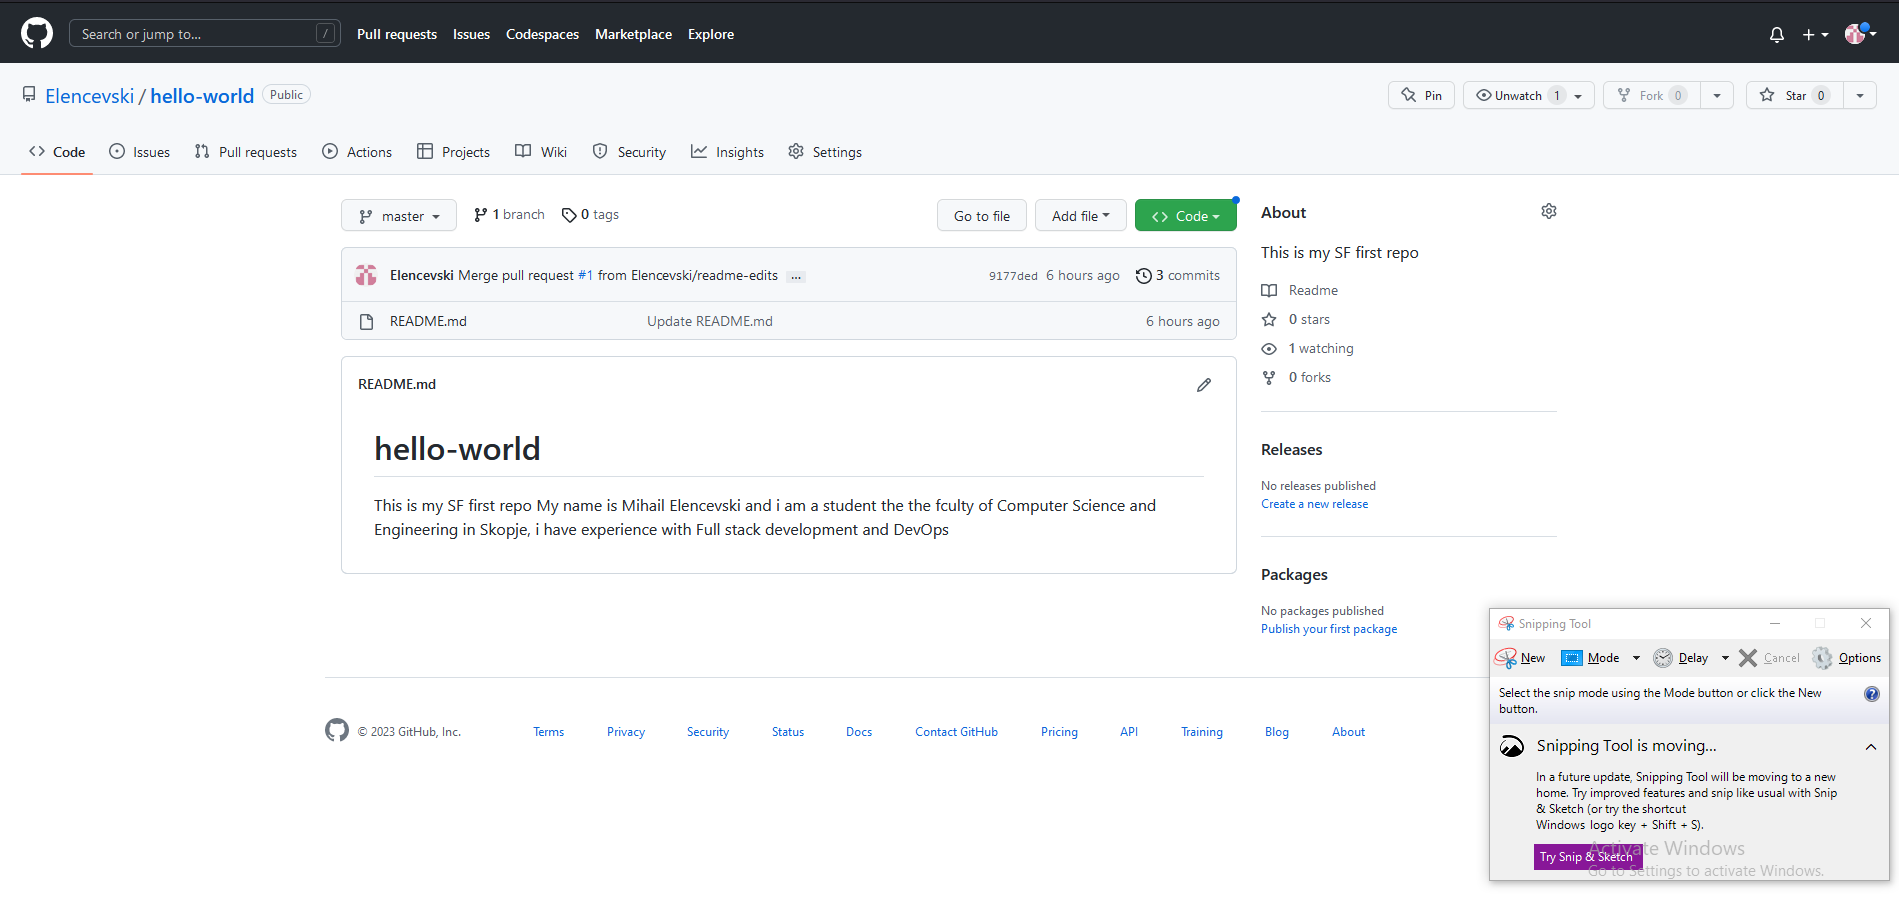 Search or jump to... /
Pull requests Issues Codespaces Marketplace Explore
Elencevski / hello-world Public
Pin Unwatch 1 Fork 0 Star 0
Code Issues Pull requests Actions Projects Wiki Security Insights Settings
master 1 branch 0 tags Go to file Add file Code
Elencevski Merge pull request #1 from Elencevski/readme-edits ... 9177ded 6 hours ago 3 commits
README.md Update README.md 6 hours ago
README.md
hello-world
This is my SF first repo My name is Mihail Elencevski and i am a student the the fculty of Computer Science and
Engineering in Skopje, i have experience with Full stack development and DevOps
About
This is my SF first repo
Readme
0 stars
1 watching
0 forks
Releases
No releases published
Create a new release
Packages
No packages published
Publish your first package
© 2023 GitHub, Inc. Terms Privacy Security Status Docs Contact GitHub Pricing API Training Blog About
Snipping Tool
New Mode Delay Cancel Options
Select the snip mode using the Mode button or click the New
button.
Snipping Tool is moving...
In a future update, Snipping Tool will be moving to a new
home. Try improved features and snip like usual with Snip
& Sketch (or try the shortcut
Windows logo key + Shift + S).
Try Snip & Sketch
Activate Windows
Go to Settings to activate Windows.